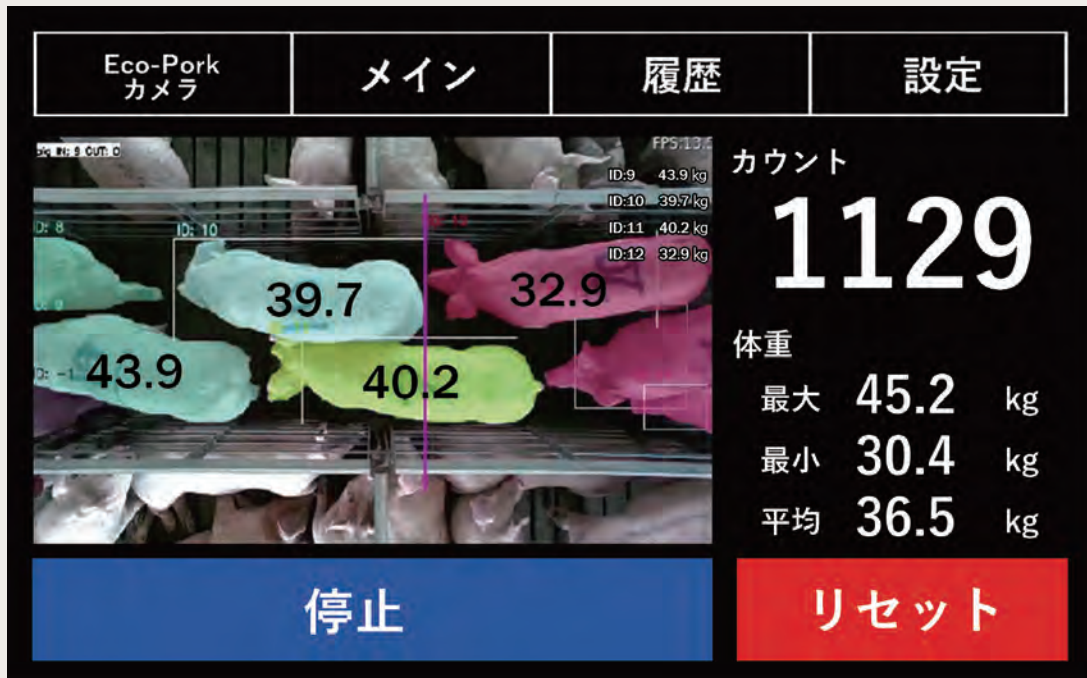 Eco-Pork
カメラ
メイン
履歴
設定
FPS:13.5
ID:9 43.9 kg
ID:10 39.7 kg
ID:11 40.2 kg
ID:12 32.9 kg
ID: 8
ID: 10
39.7
32.9
43.9
40.2
ID: -1
カウント
1129
体重
最大 45.2 kg
最小 30.4 kg
平均 36.5 kg
停止
リセット